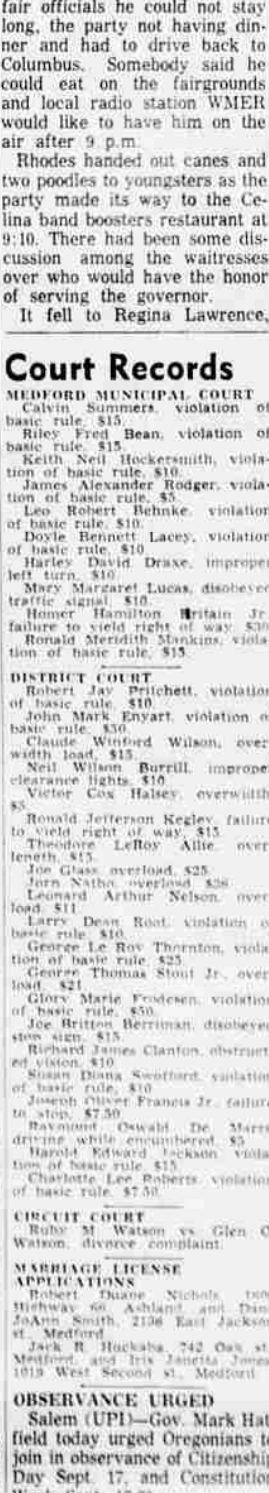 fair officials he could not stay
long, the party not having din-
ner and had to drive back to
Columbus. Somebody said he
could eat on the fairgrounds
and local radio station WMER
would like to have him on the
air after 9 p.m.
Rhodes handed out canes and
two poodles to youngsters as the
party made its way to the Ce-
lina band boosters restaurant at
9:10. There had been some dis-
cussion among the waitresses
over who would have the honor
of serving the governor.
It fell to Regina Lawrence,
Court Records
MEDFORD MUNICIPAL COURT
Calvin Summers, violation of
basic rule, $15.
Riley Fred Bean, violation of
basic rule, $15.
Keith Neil Hockersmith, viola-
tion of basic rule, $10.
James Alexander Rodger, viola-
tion of basic rule, $5.
Leo Robert Behnke, violation
of basic rule, $10.
Doyle Bennett Lacey, violation
of basic rule, $10.
Harley David Draxe, improper
left turn, $10.
Mary Margaret Lucas, disobeyed
traffic signal, $10.
Homer Hamilton Britain Jr.
failure to yield right of way
Ronald Meridith Mankins, viola-
tion of basic rule, $15.
DISTRICT COURT
Robert Jay Pritchett, violation
of basic rule, $10.
John Mark Enyart, violation o
basic rule,
Claude Winford Wilson, over
width load, $15.
Neil Wilson Burrill, improper
clearance lights, $10
Victor Cox Halsey, overwidth
$5.
Ronald Jefferson Kegley, failure
to yield right of way, $15
Theodore LeRoy Allie, over
length, $15.
Joe Glass, overload, $25.
Jorn overload
Leonard Arthur Nelson, over
load, $11
Larry Dean Root, violation o
basic rule $10.
George Le Roy Thornton, viola
tion of basic rule, $25
George Thomas Stout Jr., over
load, $21
Glory Marie Frodesen, violation
of basic rule, $50.
Joe Britton Berriman, disobeyed
stop sign, $15.
Richard James Clanton, obstruct
ed vision, $10
Susan Diana Swofford, violation
of basic rule, $10
Joseph Oliver Francis Jr., failure
to stop, $7.50
Raymond Oswald De
driving while encumbered, $5
Harold Edward Jackson viola
tion of basic rule, $15
Charlotte Lee Roberts, violation
of basic rule, $7.50.
CIRCUIT COURT
Ruby M. Watson vs. Glen
Watson, divorce complaint.
MARRIAGE LICENSE
APPLICATIONS
Robert Duane Nichols,
Highway 66 Ashland, and
JoAnn Smith, 2136 East Jackson
st., Medford
Jack R. Huckaba, 742 Oak st.
Medford, and Iris Janetta Jones
1019 West Second st., Medford
OBSERVANCE URGED
Salem (UPI)—Gov. Mark Hat
field today urged Oregonians to
join in observance of Citizenship
Day Sept. 17, and Constitution